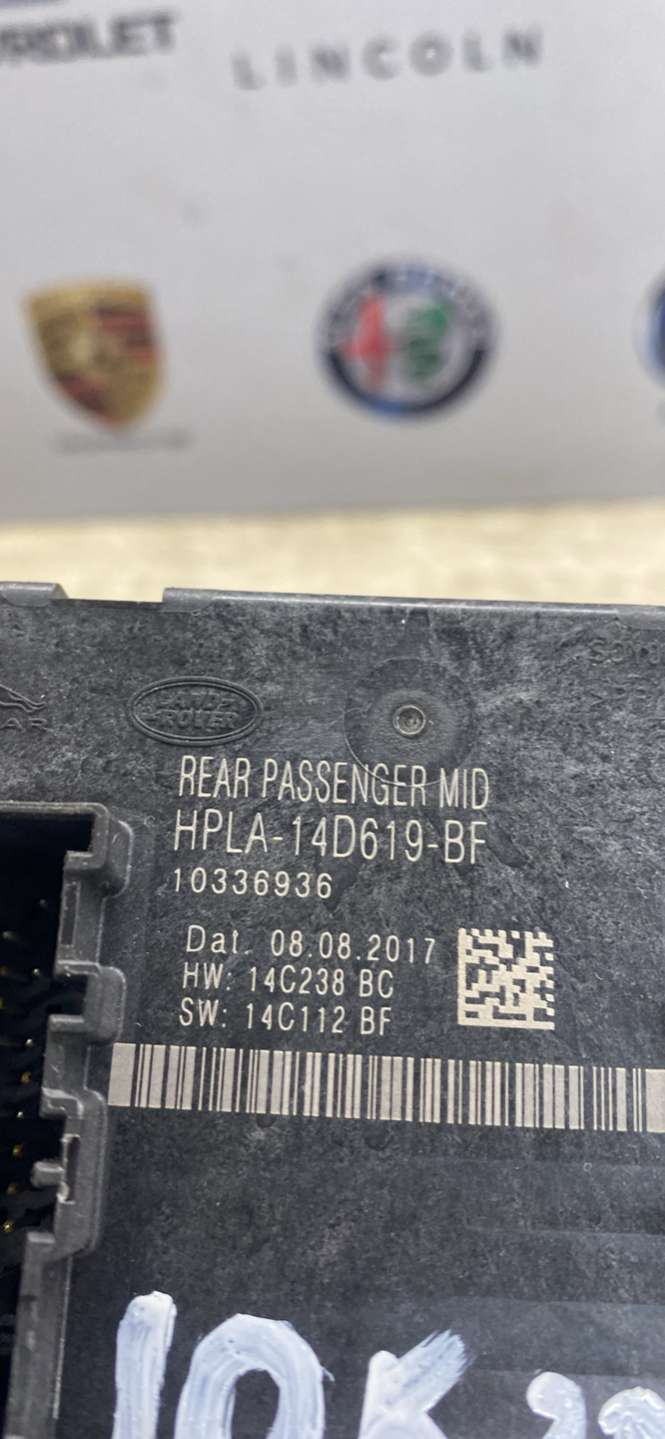 LINCOLN
LAND-
-ROVER
REAR PASSENGER MID
HPLA-14D619-BF
10336936
Dat. 08.08.2017
HW: 14C238 BC
SW: 14C112 BF